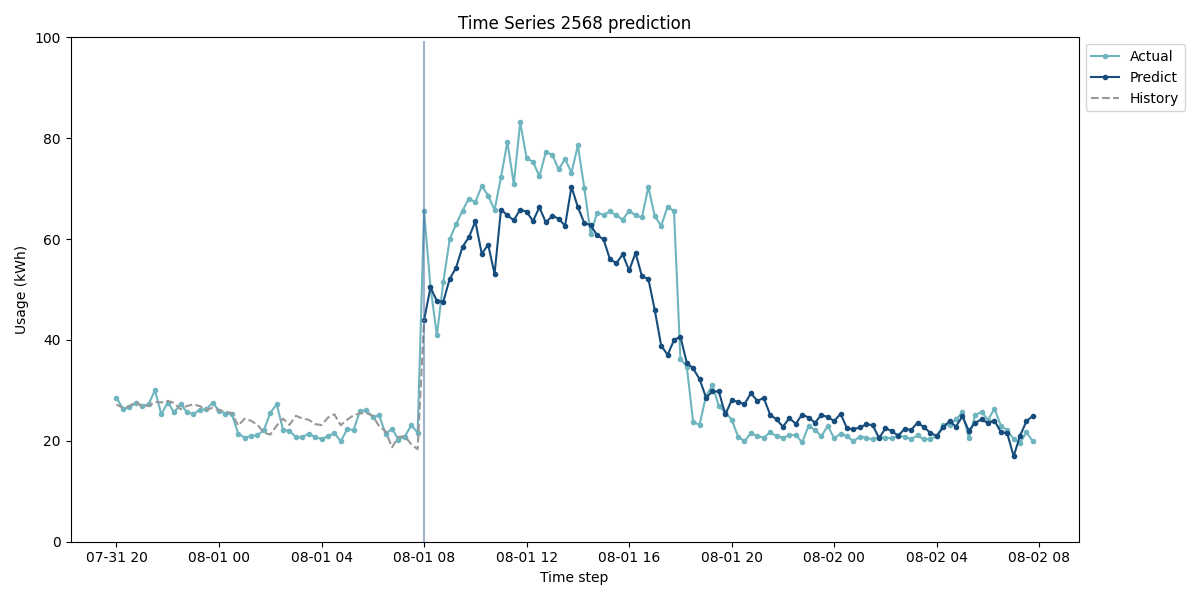 Time Series 2568 prediction
100
80
60
40
20
0
Usage (kWh)
07-31 20
08-01 00
08-01 04
08-01 08
08-01 12
08-01 16
08-01 20
08-02 00
08-02 04
08-02 08
Time step
Actual
Predict
History